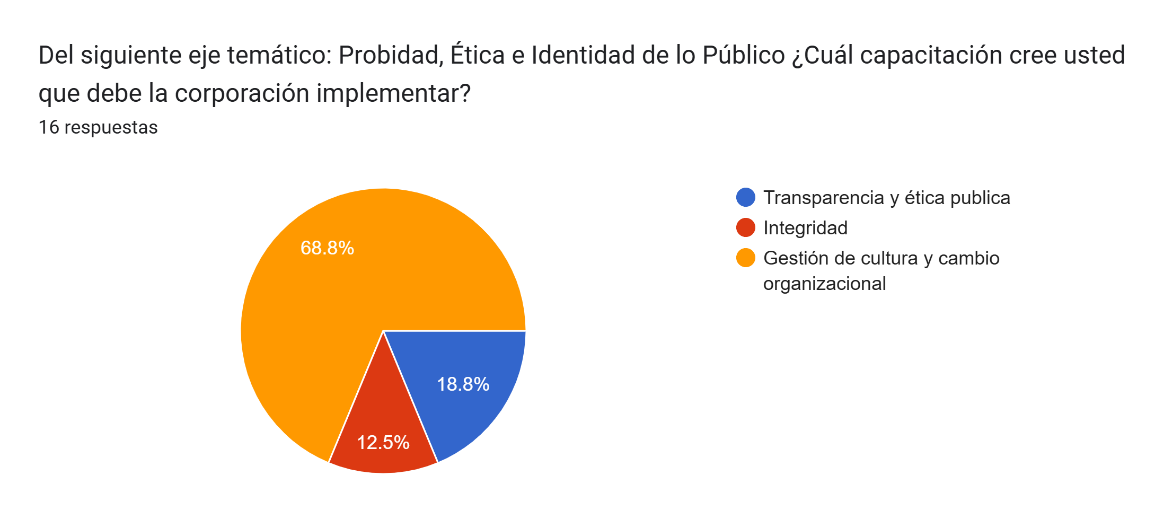 Del siguiente eje temático: Probidad, Ética e Identidad de lo Público ¿Cuál capacitación cree usted
que debe la corporación implementar?
16 respuestas
Transparencia y ética publica
Integridad
Gestión de cultura y cambio
organizacional
68.8%
18.8%
12.5%